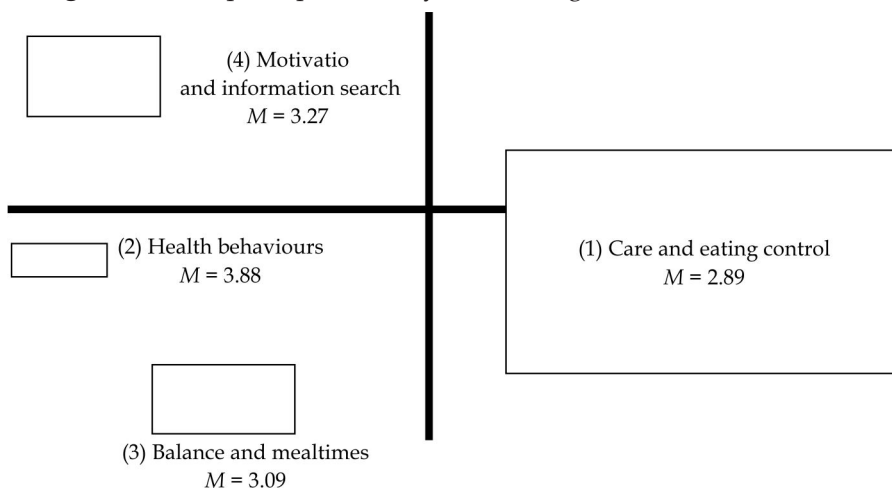 (4) Motivatio
and information search
M = 3.27
(1) Care and eating control
M = 2.89
(2) Health behaviours
M = 3.88
(3) Balance and mealtimes
M = 3.09